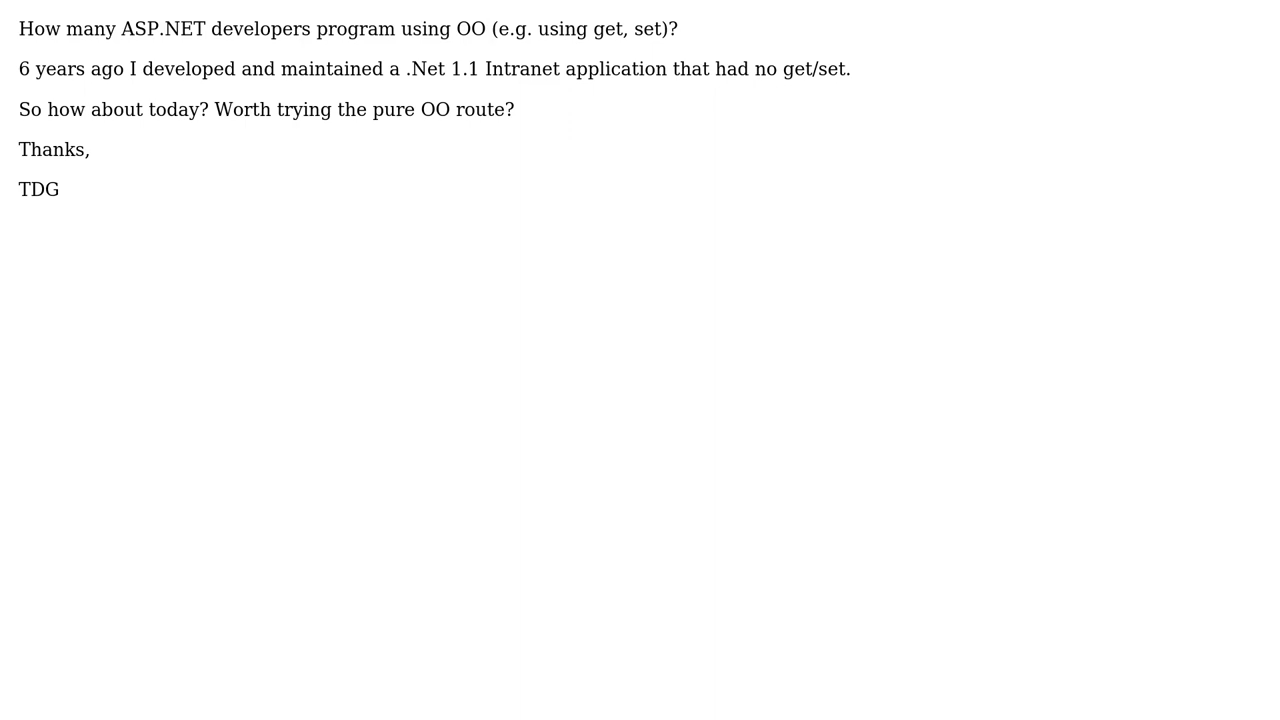 How many ASP.NET developers program using OO (e.g. using get, set)?
6 years ago I developed and maintained a .Net 1.1 Intranet application that had no get/set.
So how about today? Worth trying the pure OO route?
Thanks,
TDG